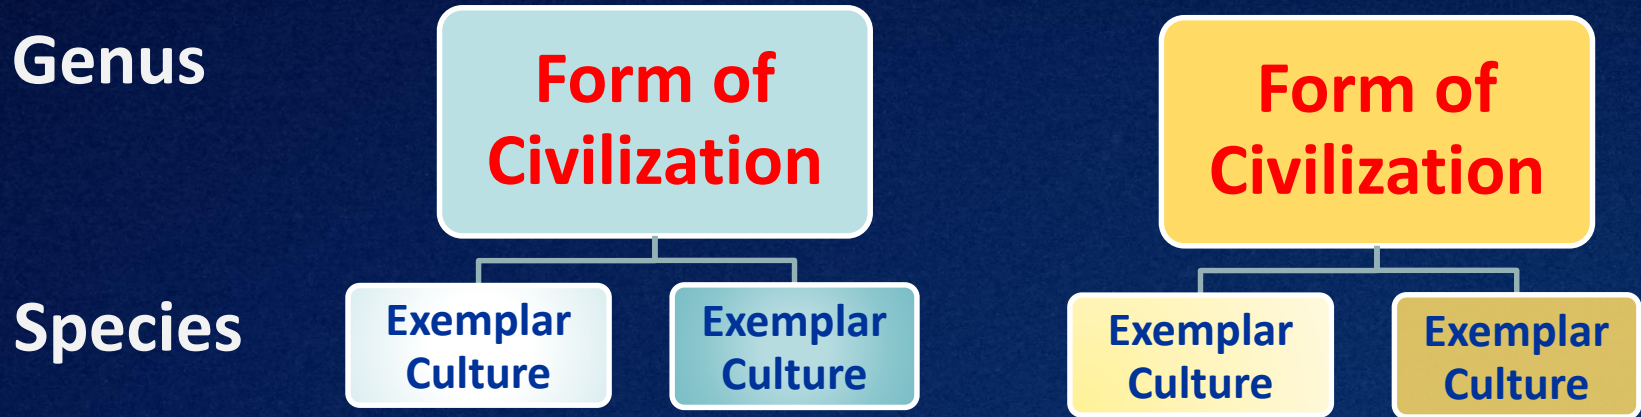 Genus
Form of
Civilization
Form of
Civilization
Species
Exemplar
Culture
Exemplar
Culture
Exemplar
Culture
Exemplar
Culture